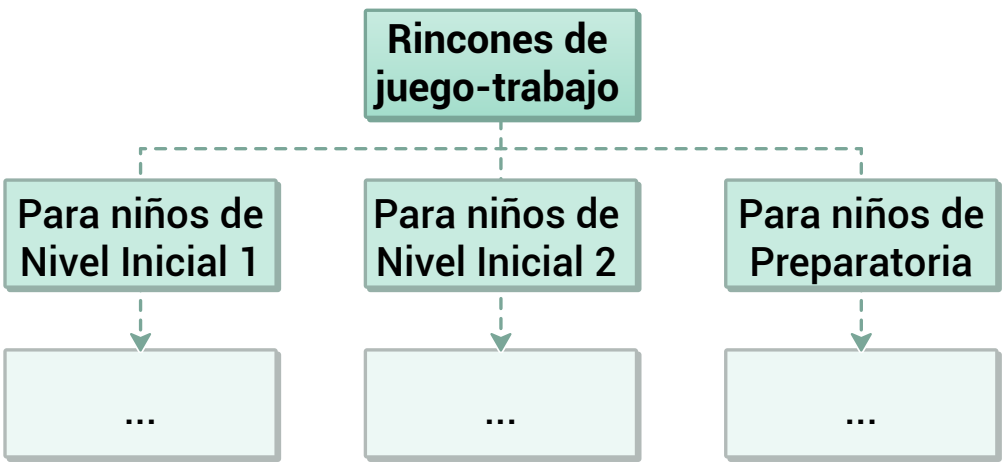 Rincones de
juego-trabajo
Para niños de
Nivel Inicial 1
Para niños de
Nivel Inicial 2
Para niños de
Preparatoria
...
...
...